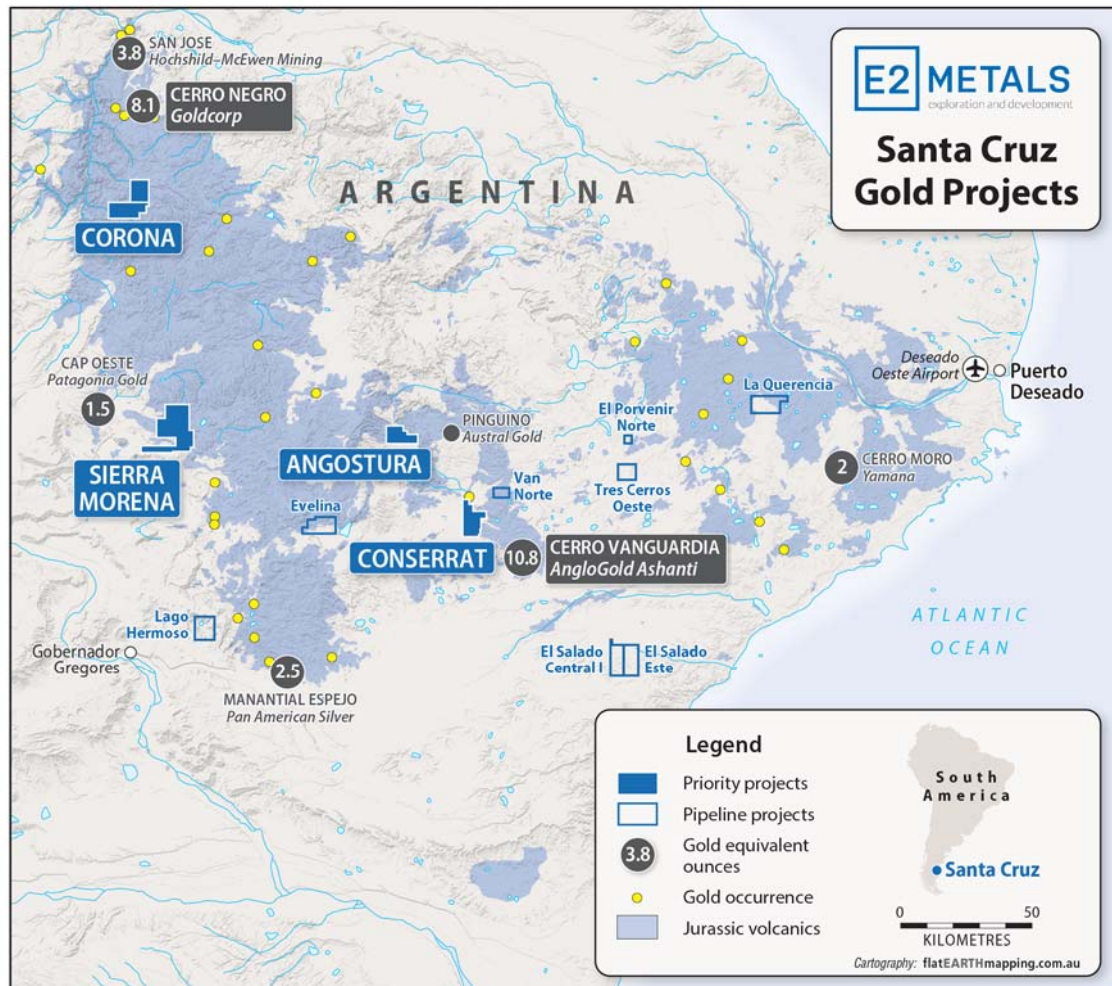 E2 METALS
exploration and development
Santa Cruz
Gold Projects
3.8
SAN JOSE
Hochshild–McEwen Mining
8.1
CERRO NEGRO
Goldcorp
ARGENTINA
CORONA
CAP OESTE
Patagonia Gold
1.5
SIERRA
MORENA
ANGOSTURA
PINGUINO
Austral Gold
Evelina
Van
Norte
CONSERRAT
10.8
CERRO VANGUARDIA
AngloGold Ashanti
El Porvenir
Norte
Tres Cerros
Oeste
La Querencia
Deseado
Oeste Airport
Puerto
Deseado
2
CERRO MORO
Yamana
Lago
Hermoso
Gobernador
Gregores
2.5
MANANTIAL ESPEJO
Pan American Silver
El Salado
Central I
El Salado
Este
ATLANTIC
OCEAN
Legend
Priority projects
Pipeline projects
3.8
Gold equivalent
ounces
Gold occurrence
Jurassic volcanics
South
America
Santa Cruz
0 50
KILOMETRES
Cartography: flatEARTHmapping.com.au